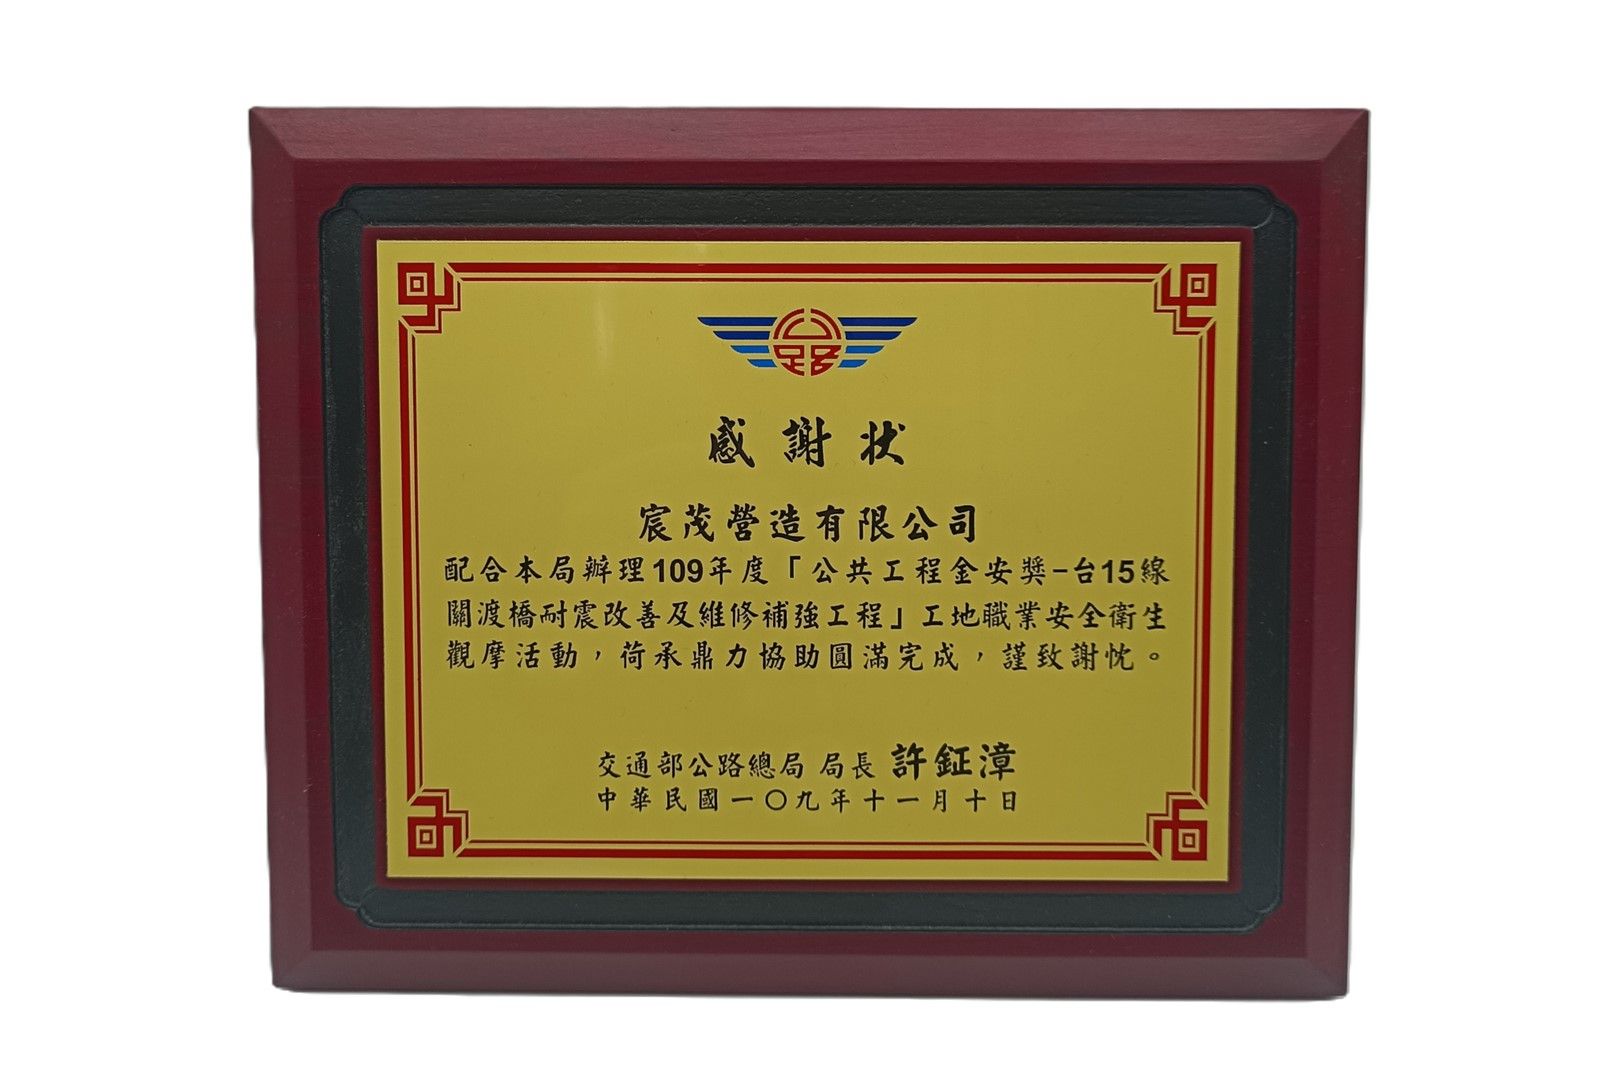 感謝狀
宸茂營造有限公司
配合本局辦理109年度「公共工程金安獎-台15線
關渡橋耐震改善及維修補強工程」工地職業安全衛生
觀摩活動，荷承鼎力協助圓滿完成，謹致謝忱。
交通部公路總局 局長 許鉦漳
中華民國一〇九年十一月十日